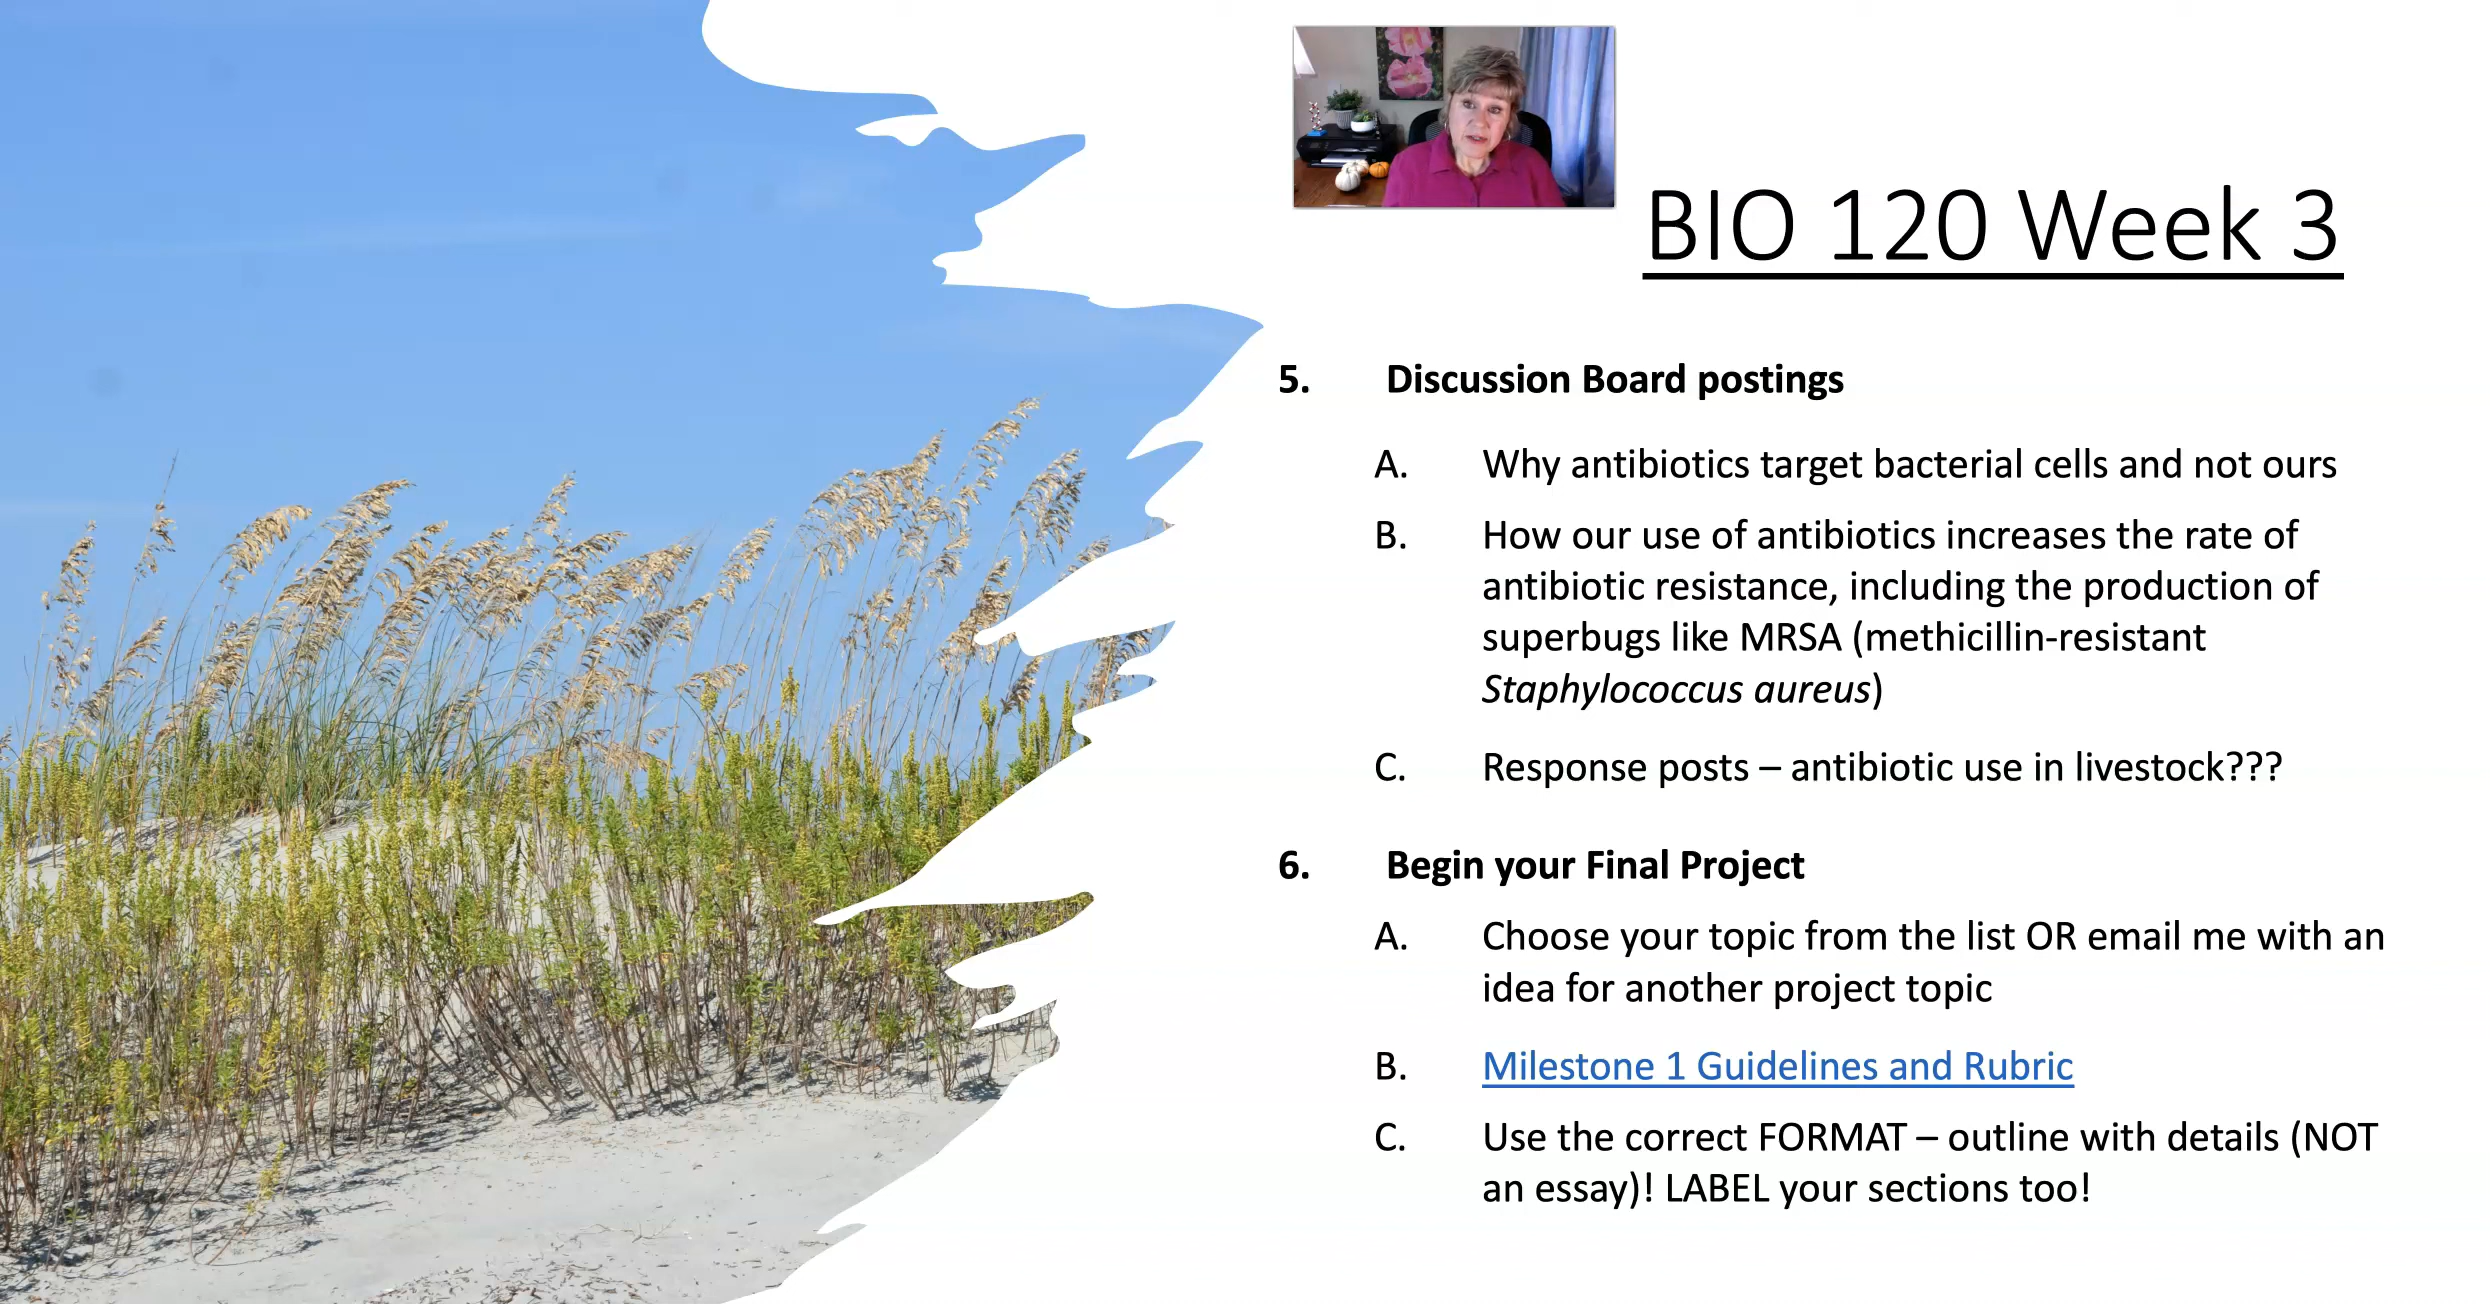 BIO 120 Week 3
5. Discussion Board postings
A. Why antibiotics target bacterial cells and not ours
B. How our use of antibiotics increases the rate of
antibiotic resistance, including the production of
superbugs like MRSA (methicillin-resistant
Staphylococcus aureus)
C. Response posts – antibiotic use in livestock???
6. Begin your Final Project
A. Choose your topic from the list OR email me with an
idea for another project topic
B. Milestone 1 Guidelines and Rubric
C. Use the correct FORMAT – outline with details (NOT
an essay)! LABEL your sections too!